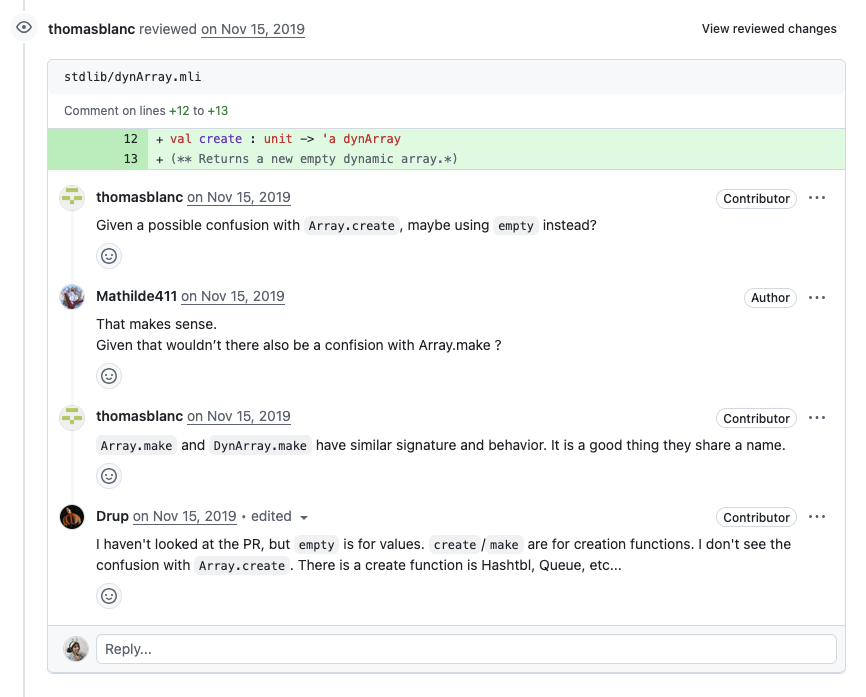 thomasblanc reviewed on Nov 15, 2019
View reviewed changes
stdlib/dynArray.mli
Comment on lines +12 to +13
12 + val create : unit -> 'a dynArray
13 + (** Returns a new empty dynamic array.*)
thomasblanc on Nov 15, 2019
Contributor
Given a possible confusion with Array.create, maybe using empty instead?
Mathilde411 on Nov 15, 2019
Author
That makes sense.
Given that wouldn’t there also be a confision with Array.make ?
thomasblanc on Nov 15, 2019
Contributor
Array.make and DynArray.make have similar signature and behavior. It is a good thing they share a name.
Drup on Nov 15, 2019 • edited
Contributor
I haven't looked at the PR, but empty is for values. create/make are for creation functions. I don't see the
confusion with Array.create. There is a create function is Hashtbl, Queue, etc...
Reply...